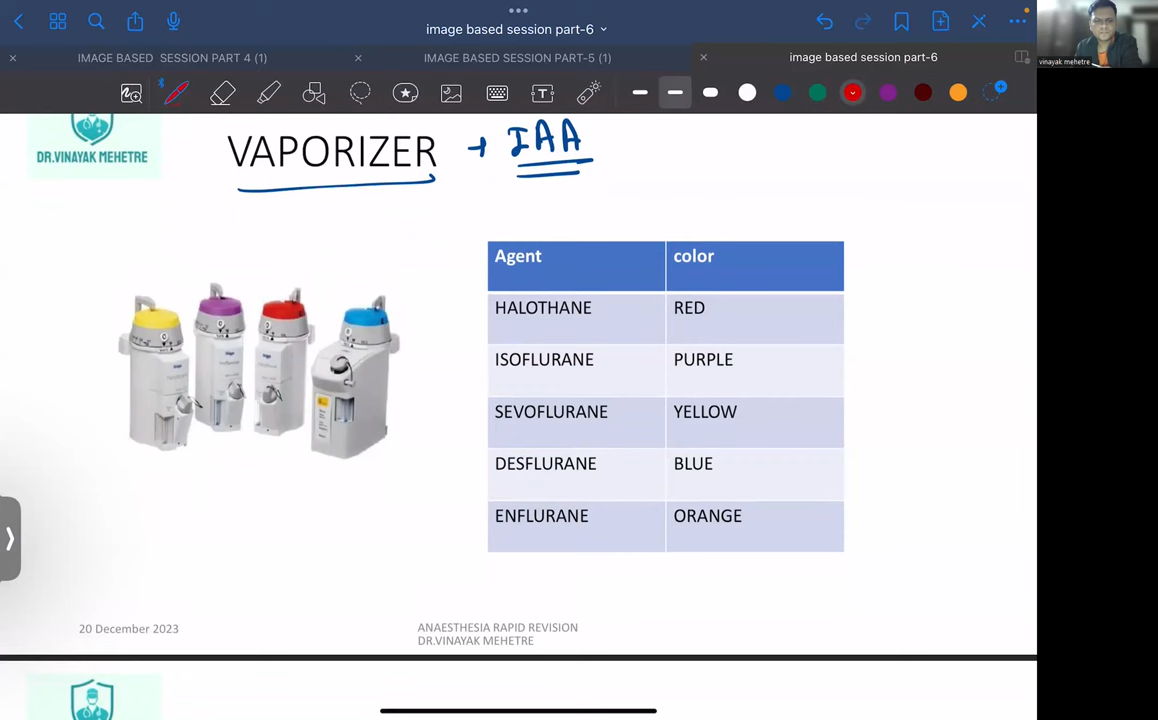 image based session part-6
IMAGE BASED SESSION PART 4 (1)
IMAGE BASED SESSION PART-5 (1)
image based session part-6
vinayak mehetre
DR.VINAYAK MEHETRE
VAPORIZER + IAA
Agent color
HALOTHANE RED
ISOFLURANE PURPLE
SEVOFLURANE YELLOW
DESFLURANE BLUE
ENFLURANE ORANGE
20 December 2023
ANAESTHESIA RAPID REVISION
DR.VINAYAK MEHETRE